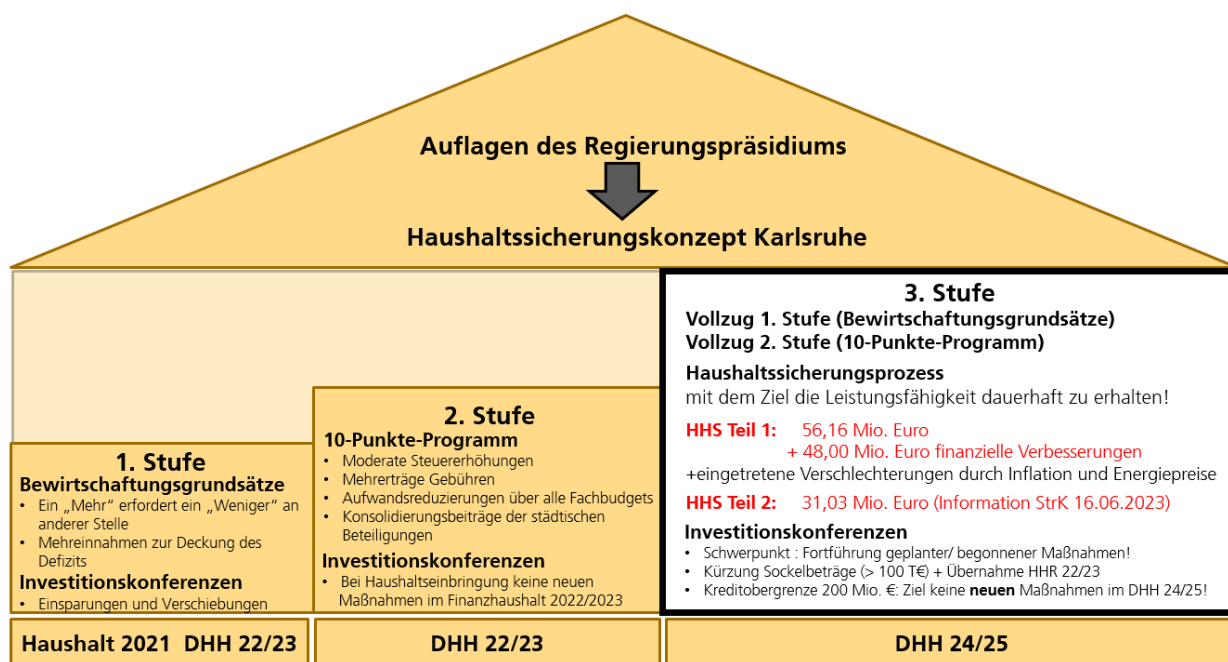 Auflagen des Regierungspräsidiums
Haushaltssicherungskonzept Karlsruhe
1. Stufe
Bewirtschaftungsgrundsätze
• Ein „Mehr“ erfordert ein „Weniger“ an
anderer Stelle
• Mehreinnahmen zur Deckung des
Defizits
Investitionskonferenzen
• Einsparungen und Verschiebungen
Haushalt 2021 DHH 22/23
2. Stufe
10-Punkte-Programm
• Moderate Steuererhöhungen
• Mehrerträge Gebühren
• Aufwandsreduzierungen über alle Fachbudgets
• Konsolidierungsbeiträge der städtischen
Beteiligungen
Investitionskonferenzen
• Bei Haushaltseinbringung keine neuen
Maßnahmen im Finanzhaushalt 2022/2023
DHH 22/23
3. Stufe
Vollzug 1. Stufe (Bewirtschaftungsgrundsätze)
Vollzug 2. Stufe (10-Punkte-Programm)
Haushaltssicherungsprozess
mit dem Ziel die Leistungsfähigkeit dauerhaft zu erhalten!
HHS Teil 1: 56,16 Mio. Euro
+ 48,00 Mio. Euro finanzielle Verbesserungen
+eingetretene Verschlechterungen durch Inflation und Energiepreise
HHS Teil 2: 31,03 Mio. Euro (Information StrK 16.06.2023)
Investitionskonferenzen
• Schwerpunkt : Fortführung geplanter/ begonnener Maßnahmen!
• Kürzung Sockelbeträge (> 100 T€) + Übernahme HHR 22/23
• Kreditobergrenze 200 Mio. €: Ziel keine neuen Maßnahmen im DHH 24/25!
DHH 24/25